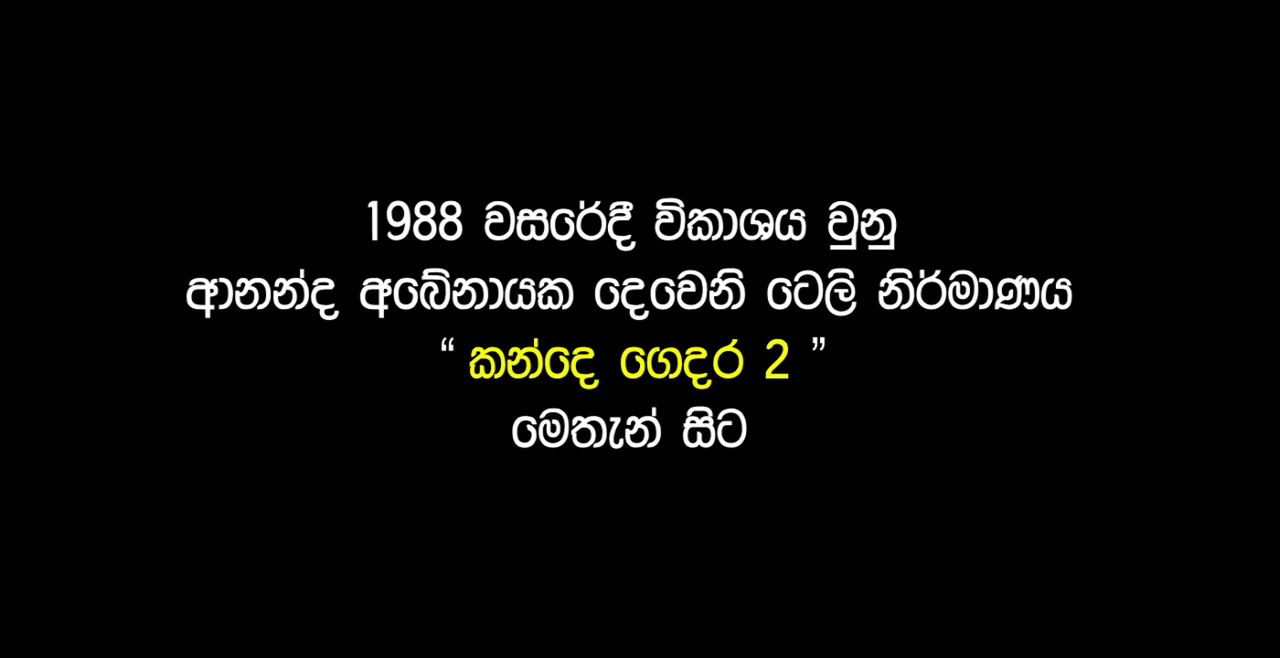 1988 වසරේදී විකාශය වුනු
ආනන්ද අබේනායක දෙවෙනි ටෙලි නිර්මාණය
“ කන්දෙ ගෙදර 2 ”
මෙතැන් සිට